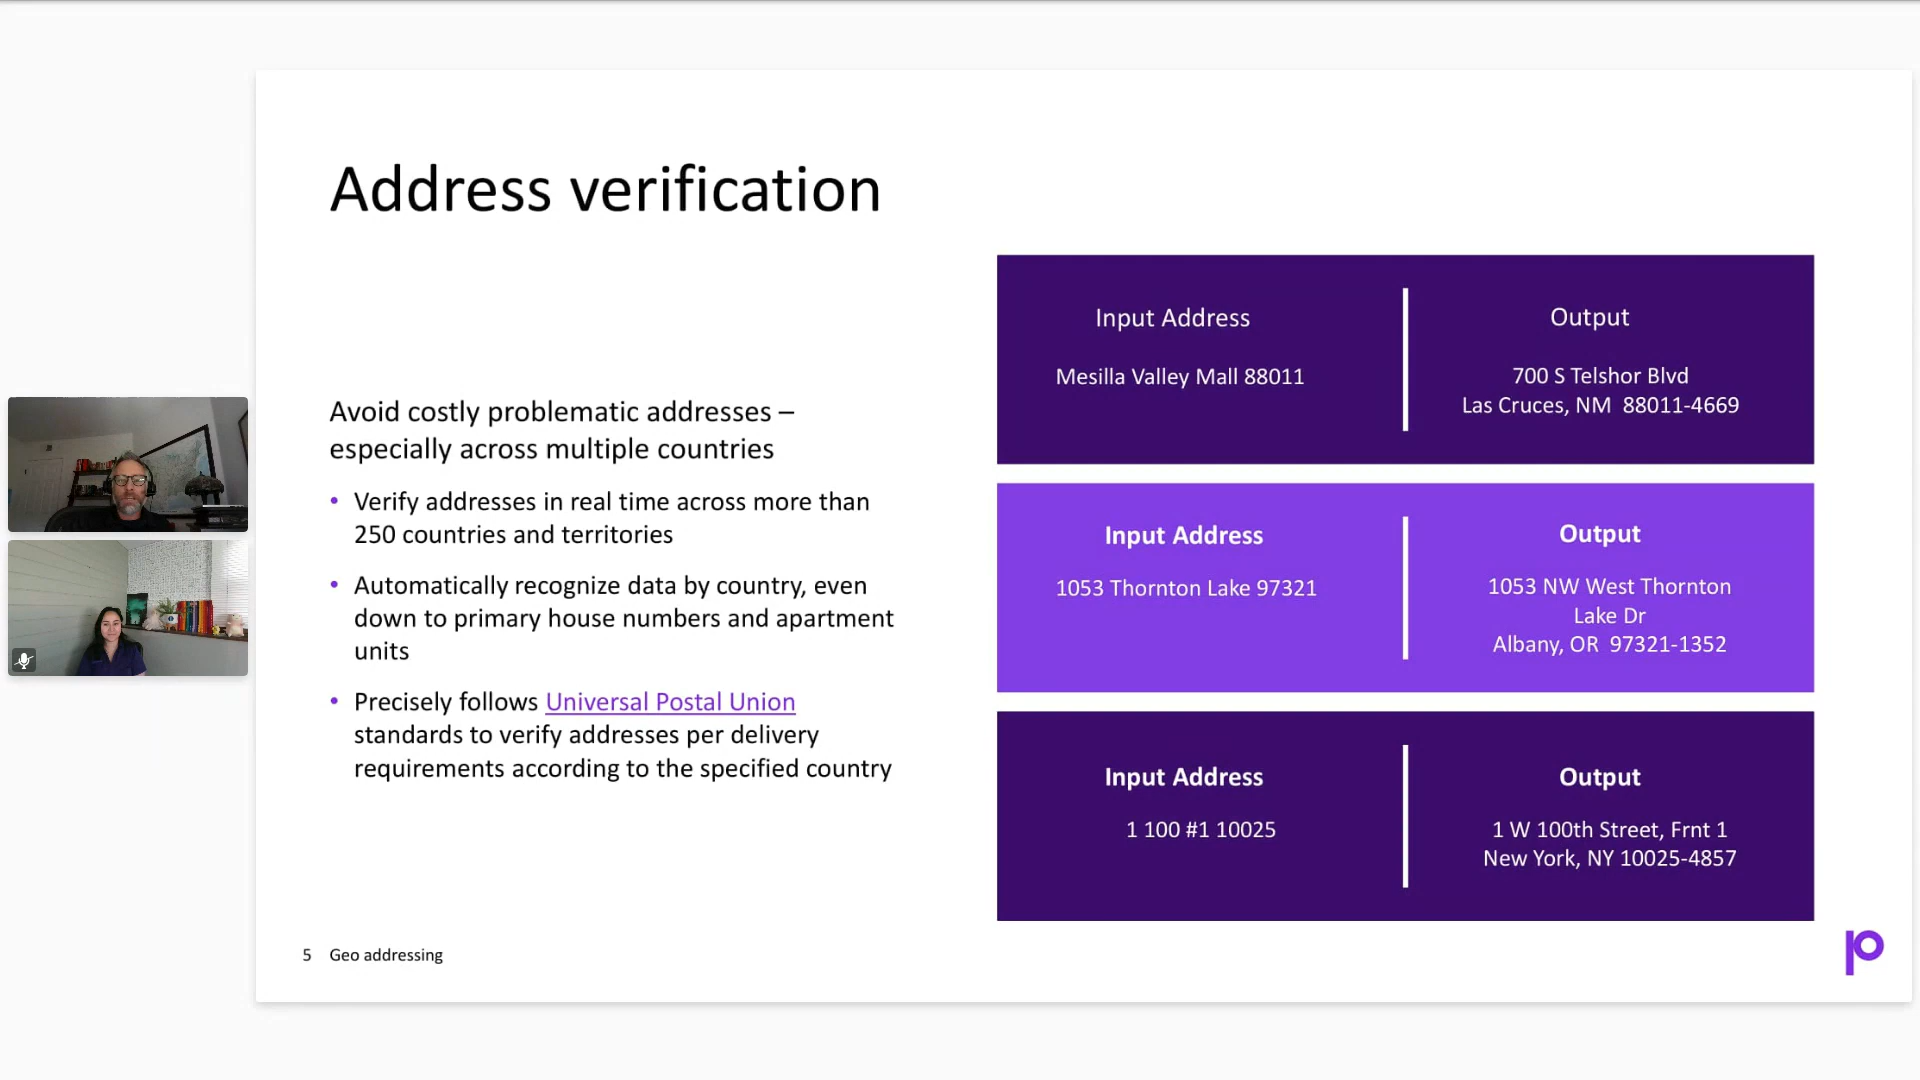 Address verification
Avoid costly problematic addresses –
especially across multiple countries
• Verify addresses in real time across more than
250 countries and territories
• Automatically recognize data by country, even
down to primary house numbers and apartment
units
• Precisely follows Universal Postal Union
standards to verify addresses per delivery
requirements according to the specified country
Input Address
Mesilla Valley Mall 88011
Output
700 S Telshor Blvd
Las Cruces, NM  88011-4669
Input Address
1053 Thornton Lake 97321
Output
1053 NW West Thornton
Lake Dr
Albany, OR  97321-1352
Input Address
1 100 #1 10025
Output
1 W 100th Street, Frnt 1
New York, NY 10025-4857
5 Geo addressing